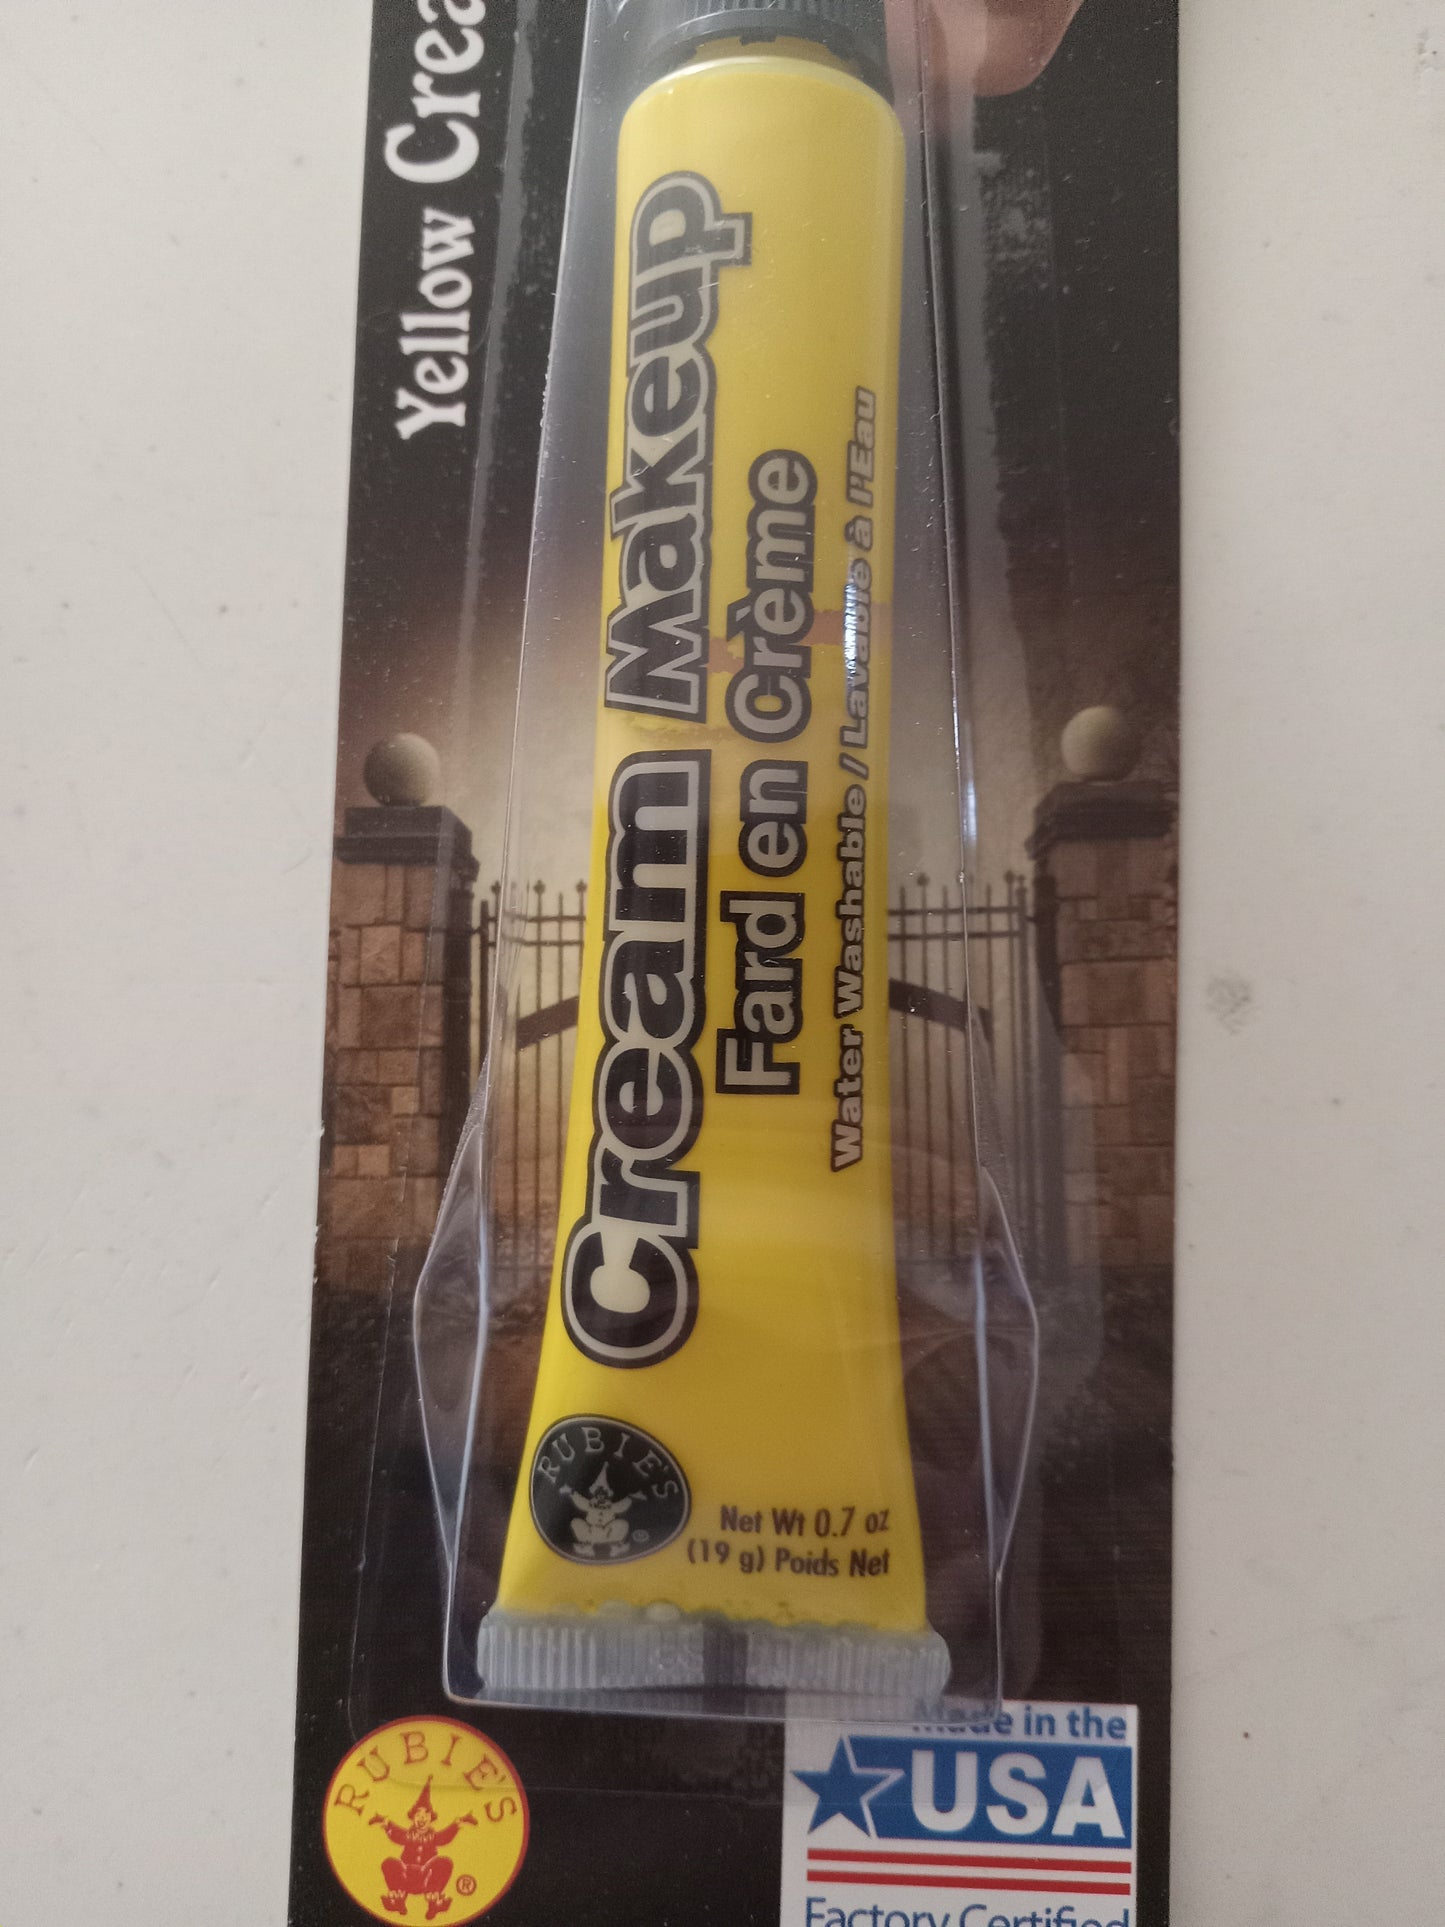 Yellow Crea
Cream Makeup
Fard en Crème
Water Washable / Lavable à l'Eau
RUBIE'S
®
Net Wt 0.7 oz
(19 g) Poids Net
RUBIE'S
®
Made in the
USA
Factory Certified